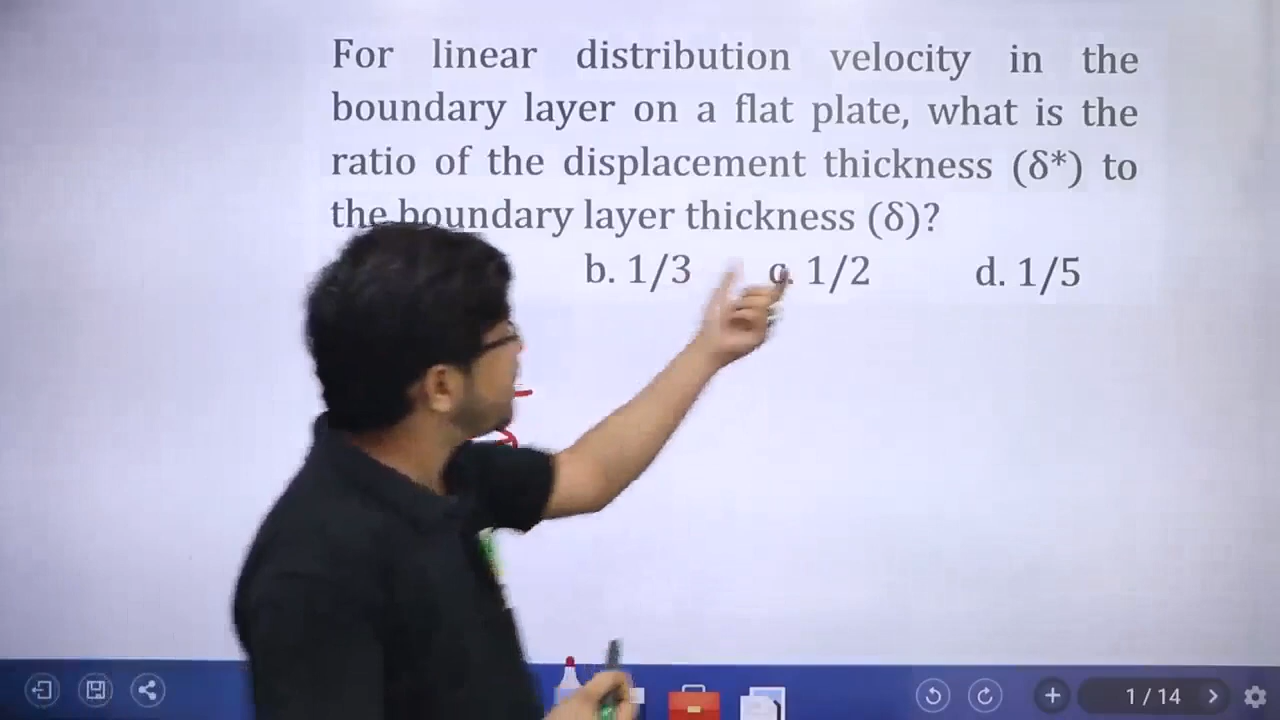 For linear distribution velocity in the
boundary layer on a flat plate, what is the
ratio of the displacement thickness (δ*) to
the boundary layer thickness (δ)?
b. 1/3 c. 1/2 d. 1/5
1 / 14